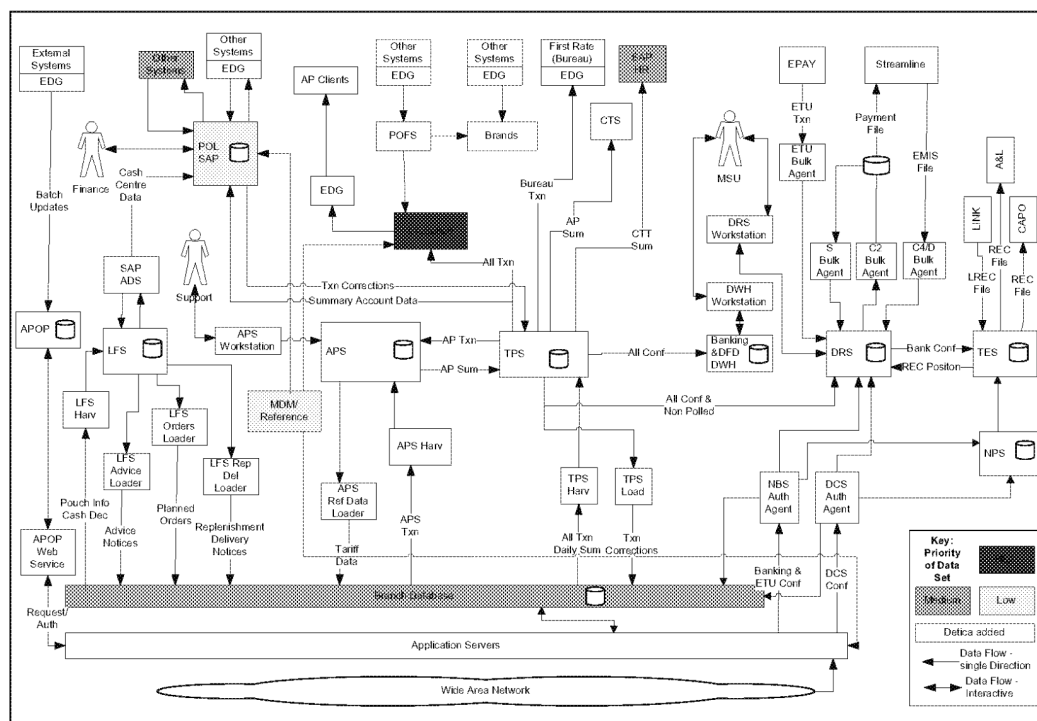 External
Systems
EDG
Other
Systems
Other
Systems
EDG
AP Clients
Other
Systems
EDG
Other
Systems
EDG
First Rate
(Bureau)
EDG
SAP
HR
EPAY
Streamline
POL
SAP
Finance
POFS
Brands
CTS
MSU
ETU
Txn
Payment
File
EMIS
File
A&L
ETU
Bulk
Agent
Cash
Centre
Data
Batch
Updates
EDG
Bureau
Txn
AP
Sum
CTT
Sum
DRS
Workstation
LINK
CAPO
S
Bulk
Agent
C2
Bulk
Agent
C4/D
Bulk
Agent
REC
File
LREC
File
REC
File
All Txn
SAP
ADS
Support
Txn Corrections
Summary Account Data
DWH
Workstation
APOP
LFS
APS
Workstation
APS
AP Txn
AP Sum
TPS
All Conf
Banking
&DFD
DWH
DRS
Bank Conf
REC Positon
TES
LFS
Harv
LFS
Orders
Loader
MDM/
Reference
All Conf &
Non Polled
LFS
Advice
Loader
LFS Rep
Del
Loader
APS Harv
NPS
APS
Ref Data
Loader
TPS
Harv
TPS
Load
NBS
Auth
Agent
DCS
Auth
Agent
Pouch Info
Cash Dec
Advice
Notices
Planned
Orders
Replenishment
Delivery
Notices
Tariff
Data
APS
Txn
All Txn
Daily Sum
Txn
Corrections
APOP
Web
Service
Banking &
ETU Conf
DCS
Conf
Branch Database
Request/
Auth
Application Servers
Wide Area Network
Key:
Priority
of Data
Set
Medium
Low
Detica added
Data Flow -
single Direction
Data Flow -
Interactive